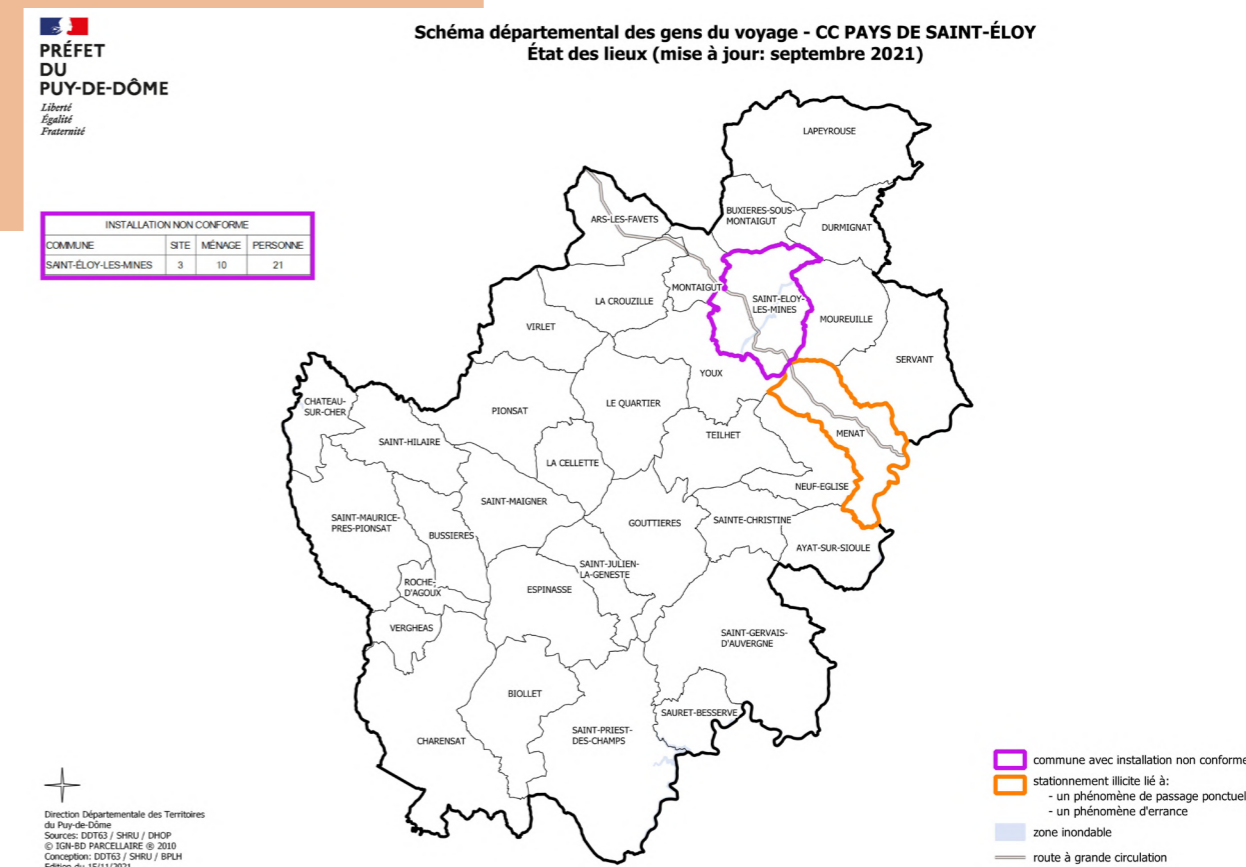 PRÉFET
DU
PUY-DE-DÔME
Liberté
Égalité
Fraternité
Schéma départemental des gens du voyage - CC PAYS DE SAINT-ÉLOY
État des lieux (mise à jour: septembre 2021)
INSTALLATION NON CONFORME
COMMUNE SITE MÉNAGE PERSONNE
SAINT-ÉLOY-LES-MINES 3 10 21
LAPEYROUSE
ARS-LES-FAVETS
BUXIERES-SOUS-
MONTAIGUT
DURMIGNAT
MONTAIGUT
LA CROUZILLE
SAINT-ELOY-
LES-MINES
MOUREUILLE
VIRLET
SERVANT
YOUX
CHATEAU-
SUR-CHER
PIONSAT
LE QUARTIER
SAINT-HILAIRE
TEILHET
MENAT
LA CELLETTE
NEUF-EGLISE
SAINT-MAIGNER
SAINT-MAURICE-
PRES-PIONSAT
BUSSIERES
GOUTTIERES
SAINTE-CHRISTINE
AYAT-SUR-SIOULE
SAINT-JULIEN-
LA-GENESTE
ROCHE-
D'AGOUX
ESPINASSE
VERGHEAS
SAINT-GERVAIS-
D'AUVERGNE
BIOLLET
SAURET-BESSERVE
CHARENSAT
SAINT-PRIEST-
DES-CHAMPS
commune avec installation non conforme
stationnement illicite lié à:
- un phénomène de passage ponctuel
- un phénomène d'errance
zone inondable
route à grande circulation
Direction Départementale des Territoires
du Puy-de-Dôme
Sources: DDT63 / SHRU / DHOP
© IGN-BD PARCELLAIRE ® 2010
Conception: DDT63 / SHRU / BPLH
Edition du 15/11/2021